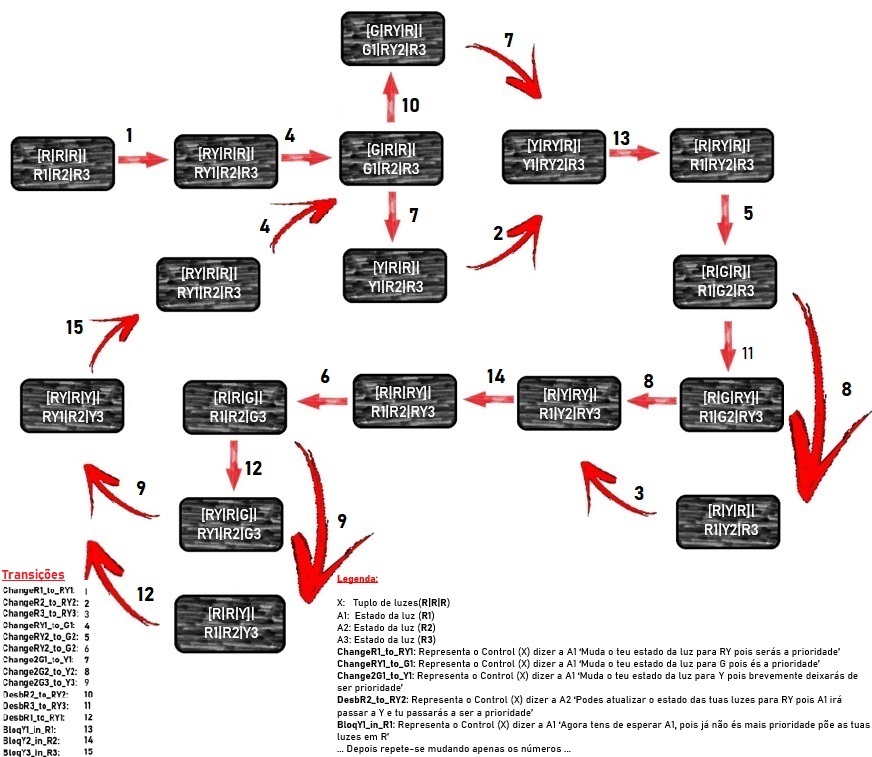 [G|RY|R]|
G1|RY2|R3
7
10
1
4
13
[R|R|R]|
R1|R2|R3
[RY|R|R]|
RY1|R2|R3
[G|R|R]|
G1|R2|R3
[Y|RY|R]|
Y1|RY2|R3
[R|RY|R]|
R1|RY2|R3
4
7
2
5
[RY|R|R]|
RY1|R2|R3
[Y|R|R]|
Y1|R2|R3
[R|G|R]|
R1|G2|R3
15
11
6
14
8
8
[RY|R|Y]|
RY1|R2|Y3
[R|R|G]|
R1|R2|G3
[R|R|RY]|
R1|R2|RY3
[R|Y|RY]|
R1|Y2|RY3
[R|G|RY]|
R1|G2|RY3
12
9
9
3
[RY|R|G]|
RY1|R2|G3
[R|Y|R]|
R1|Y2|R3
12
[R|R|Y]|
R1|R2|Y3
Transições
ChangeR1_to_RY1: 1
ChangeR2_to_RY2: 2
ChangeR3_to_RY3: 3
ChangeRY1_to_G1: 4
ChangeRY2_to_G2: 5
ChangeRY2_to_G2: 6
Change2G1_to_Y1: 7
Change2G2_to_Y2: 8
Change2G3_to_Y3: 9
DesbR2_to_RY2: 10
DesbR3_to_RY3: 11
DesbR1_to_RY1: 12
BloqY1_in_R1: 13
BloqY2_in_R2: 14
BloqY3_in_R3: 15
Legenda:
X: Tuplo de luzes(R|R|R)
A1: Estado da luz (R1)
A2: Estado da luz (R2)
A3: Estado da luz (R3)
ChangeR1_to_RY1: Representa o Control (X) dizer a A1 ‘Muda o teu estado da luz para RY pois serás a prioridade’
ChangeRY1_to_G1: Representa o Control (X) dizer a A1 ‘Muda o teu estado da luz para G pois és a prioridade’
Change2G1_to_Y1: Representa o Control (X) dizer a A1 ‘Muda o teu estado da luz para Y pois brevemente deixarás de
ser prioridade’
DesbR2_to_RY2: Representa o Control (X) dizer a A2 ‘Podes atualizar o estado das tuas luzes para RY pois A1 irá
passar a Y e tu passarás a ser a prioridade’
BloqY1_in_R1: Representa o Control (X) dizer a A1 ‘Agora tens de esperar A1, pois já não és mais prioridade põe as tuas
luzes em R’
... Depois repete-se mudando apenas os números ...